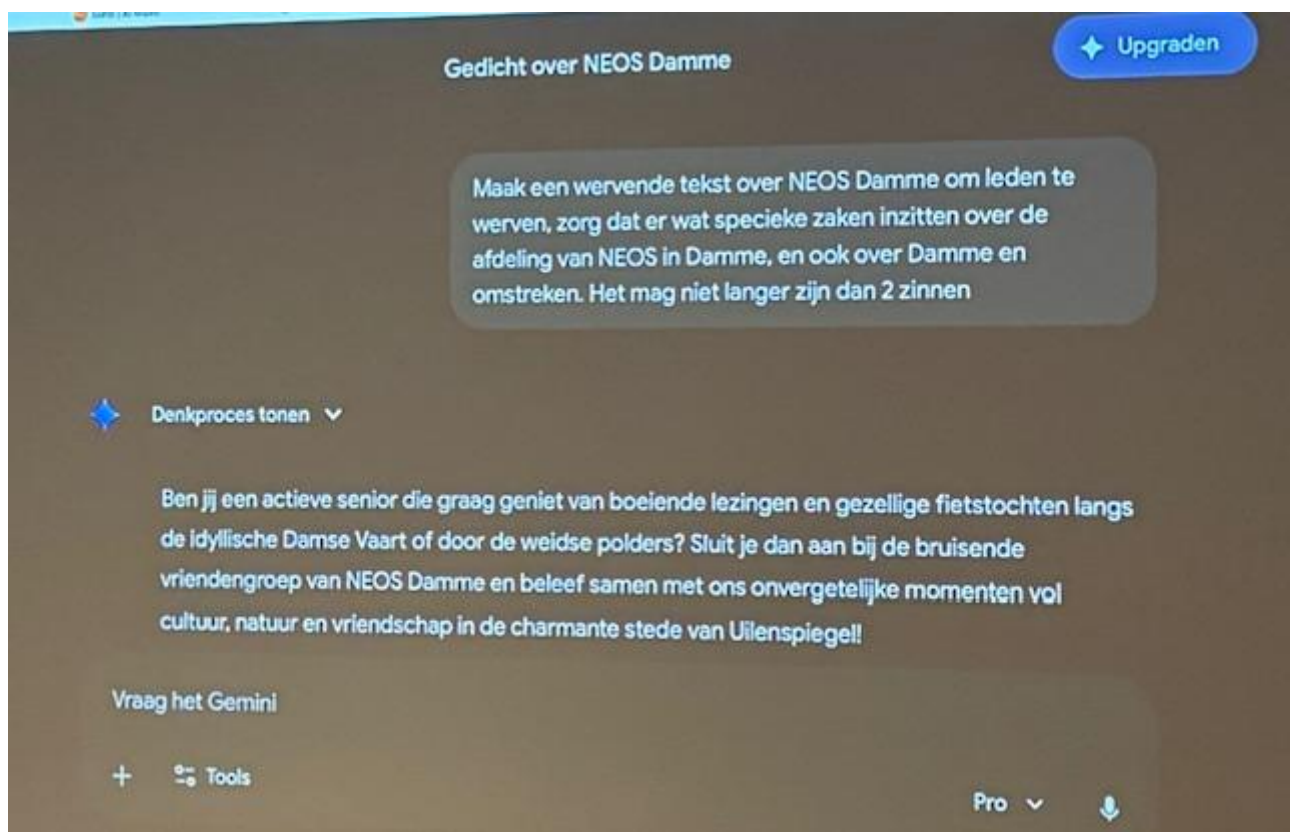 Gedicht over NEOS Damme
Upgraden
Maak een wervende tekst over NEOS Damme om leden te
werven, zorg dat er wat specieke zaken inzitten over de
afdeling van NEOS in Damme, en ook over Damme en
omstreken. Het mag niet langer zijn dan 2 zinnen
Denkproces tonen
Ben jij een actieve senior die graag geniet van boeiende lezingen en gezellige fietstochten langs
de idyllische Damse Vaart of door de weidse polders? Sluit je dan aan bij de bruisende
vriendengroep van NEOS Damme en beleef samen met ons onvergetelijke momenten vol
cultuur, natuur en vriendschap in de charmante stede van Uilenspiegel!
Vraag het Gemini
Tools
Pro